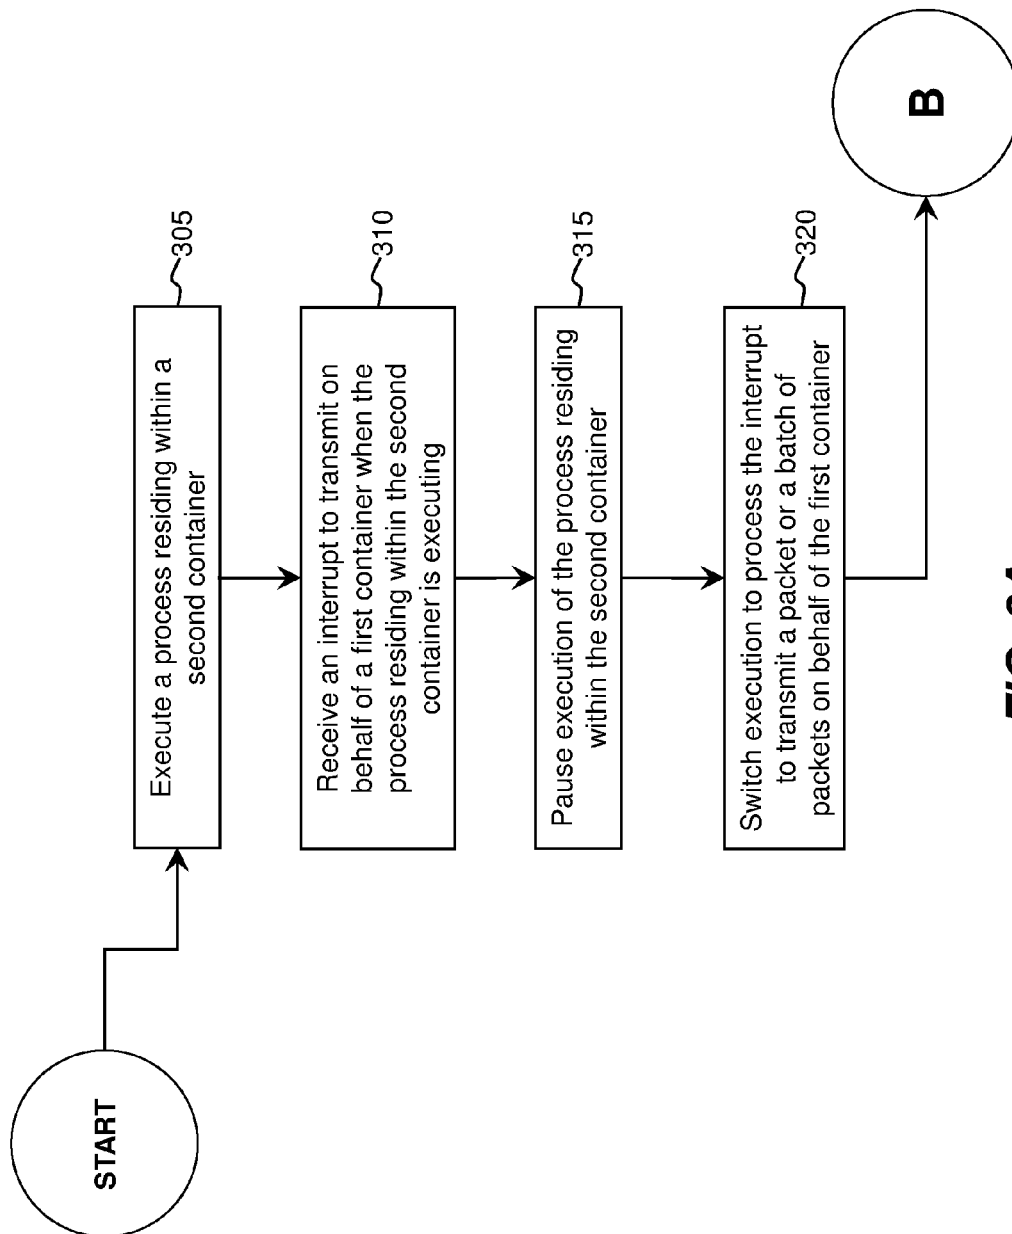 START
Execute a process residing within a
second container
305
Receive an interrupt to transmit on
behalf of a first container when the
process residing within the second
container is executing
310
Pause execution of the process residing
within the second container
315
Switch execution to process the interrupt
to transmit a packet or a batch of
packets on behalf of the first container
320
B